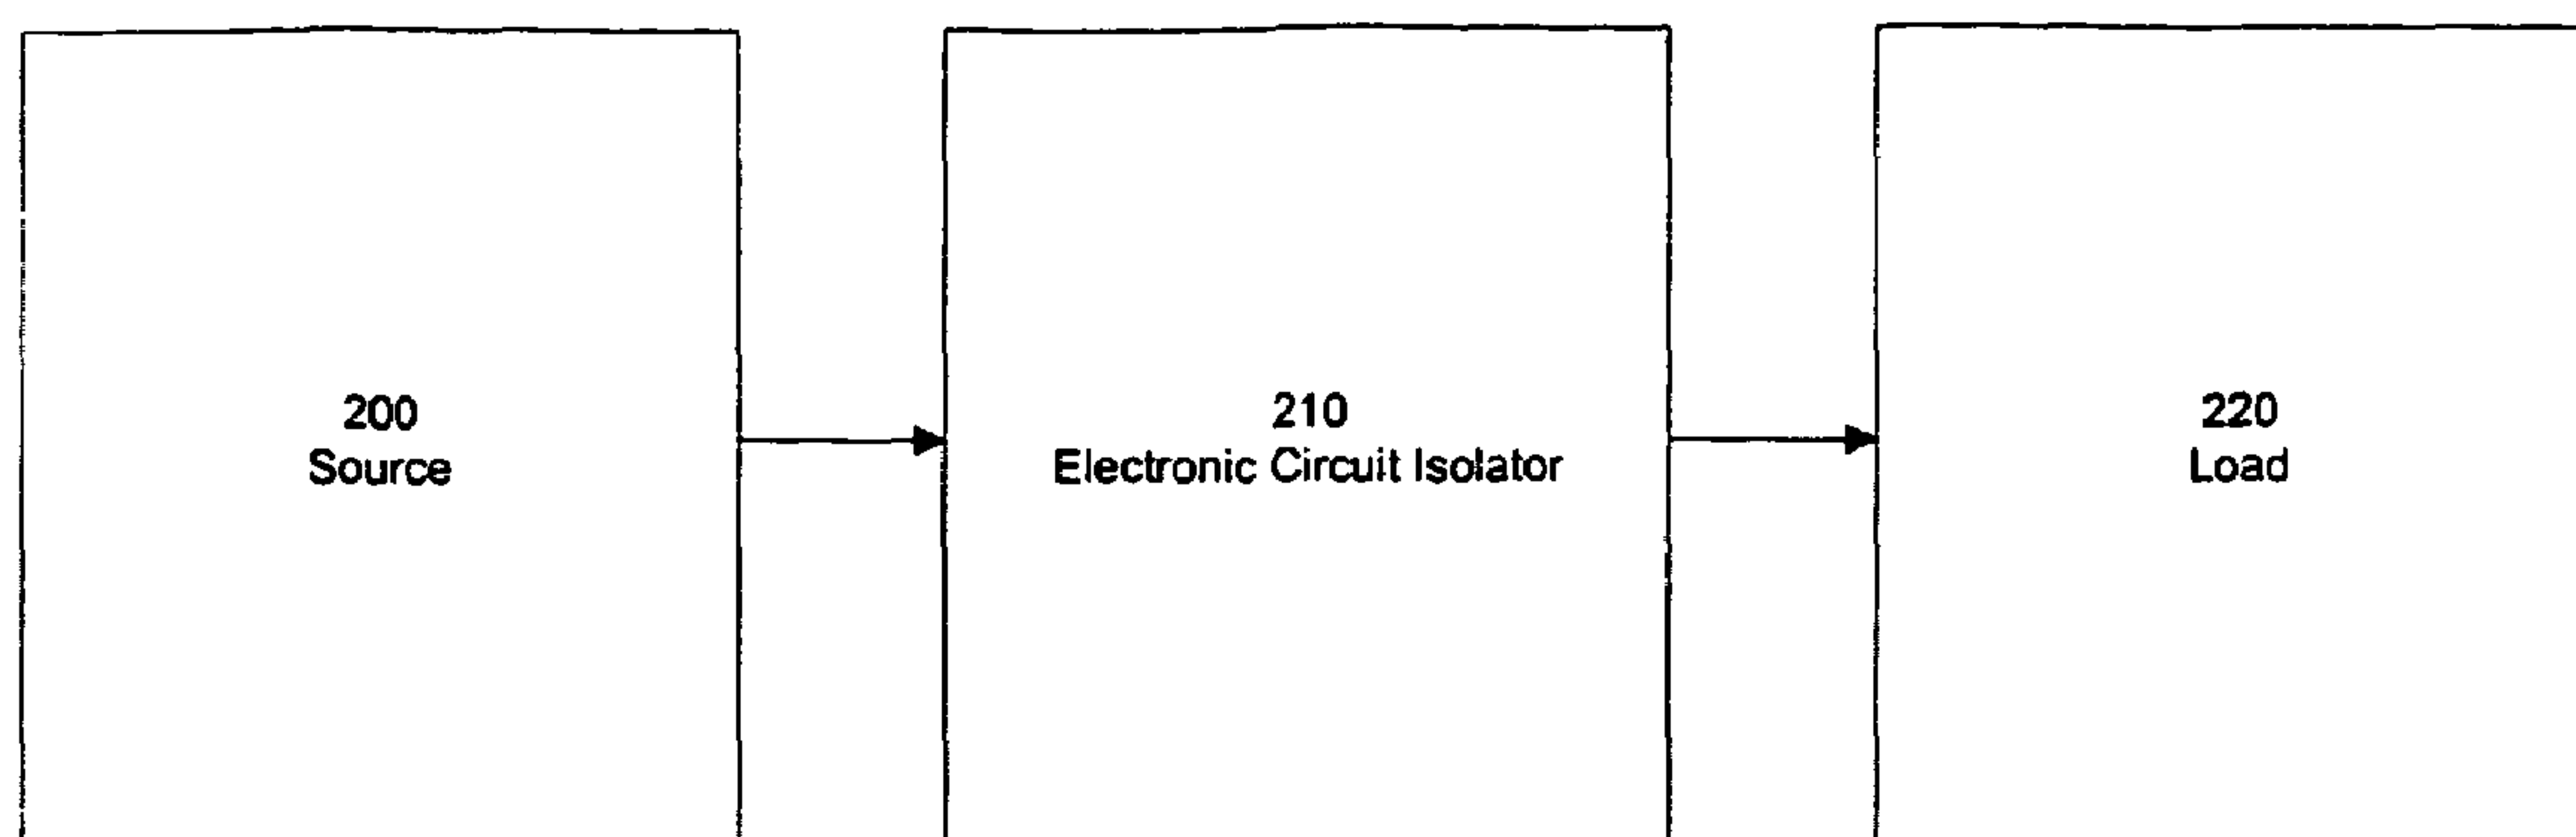 200
Source
210
Electronic Circuit Isolator
220
Load